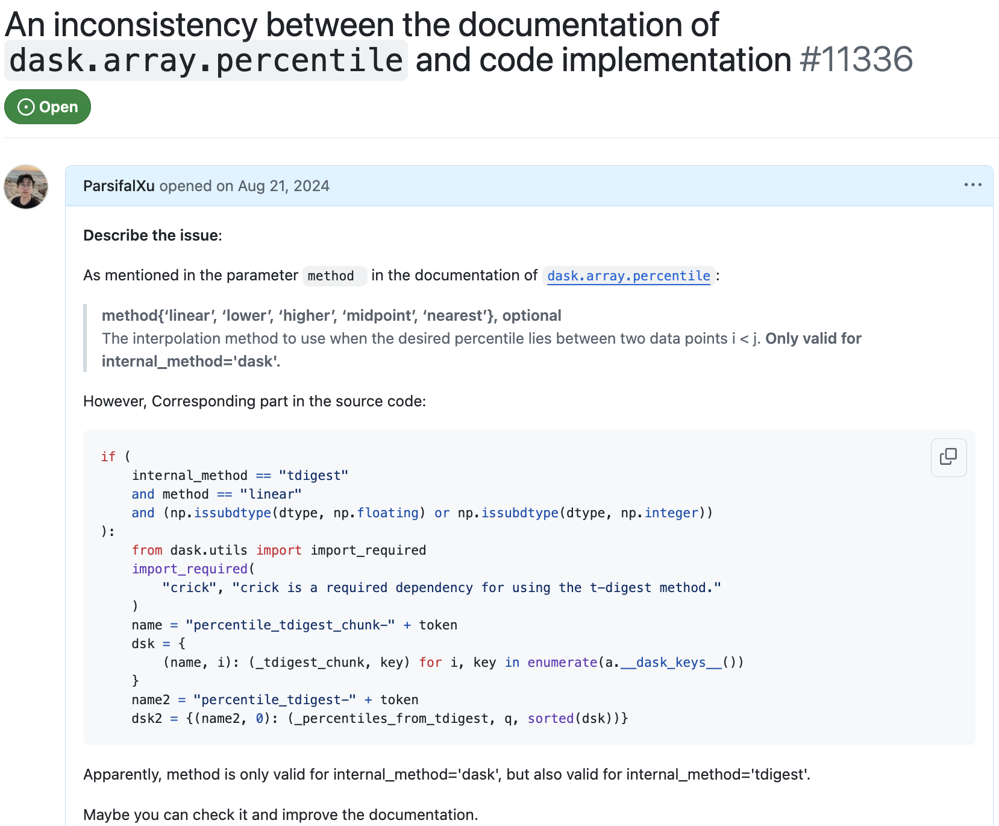 An inconsistency between the documentation of
dask.array.percentile and code implementation #11336
Open
ParsifalXu opened on Aug 21, 2024
Describe the issue:
As mentioned in the parameter method in the documentation of dask.array.percentile:
method{‘linear’, ‘lower’, ‘higher’, ‘midpoint’, ‘nearest’}, optional
The interpolation method to use when the desired percentile lies between two data points i < j. Only valid for
internal_method='dask'.
However, Corresponding part in the source code:
if (
    internal_method == "tdigest"
    and method == "linear"
    and (np.issubdtype(dtype, np.floating) or np.issubdtype(dtype, np.integer))
):
    from dask.utils import import_required
    import_required(
        "crick", "crick is a required dependency for using the t-digest method."
    )
    name = "percentile_tdigest_chunk-" + token
    dsk = {
        (name, i): (_tdigest_chunk, key) for i, key in enumerate(a.__dask_keys__())
    }
    name2 = "percentile_tdigest-" + token
    dsk2 = {(name2, 0): (_percentiles_from_tdigest, q, sorted(dsk))}
Apparently, method is only valid for internal_method='dask', but also valid for internal_method='tdigest'.
Maybe you can check it and improve the documentation.